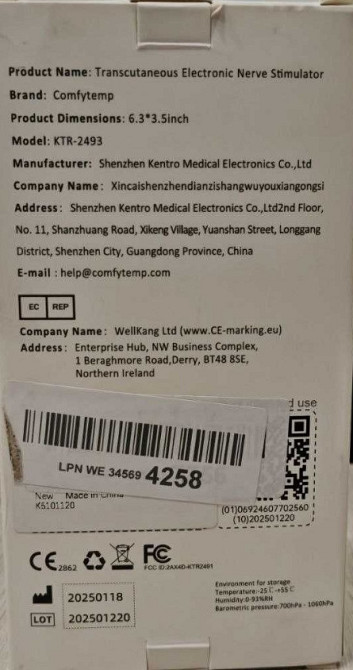 Product Name: Transcutaneous Electronic Nerve Stimulator
Brand: Comfytemp
Product Dimensions: 6.3*3.5inch
Model: KTR-2493
Manufacturer: Shenzhen Kentro Medical Electronics Co.,Ltd
Company Name: Xincaishenzhendianzishangwuyouxiangongsi
Address: Shenzhen Kentro Medical Electronics Co.,Ltd2nd Floor,
No. 11, Shanzhuang Road, Xikeng Village, Yuanshan Street, Longgang
District, Shenzhen City, Guangdong Province, China
E-mail : help@comfytemp.com
EC REP
Company Name: WellKang Ltd (www.CE-marking.eu)
Address: Enterprise Hub, NW Business Complex,
1 Beraghmore Road,Derry, BT48 8SE,
Northern Ireland
d use
LPN WE 34569 4258
New Made in China
K6101120
(01)06924607702560
(10)202501220
CE 2862 FC
FCC ID:2AX4D-KTR2491
20250118
LOT 202501220
Environment for storage
Temperature:-25℃-+55℃
Humidity:0-93%RH
Barometric pressure:700hPa - 1060hPa